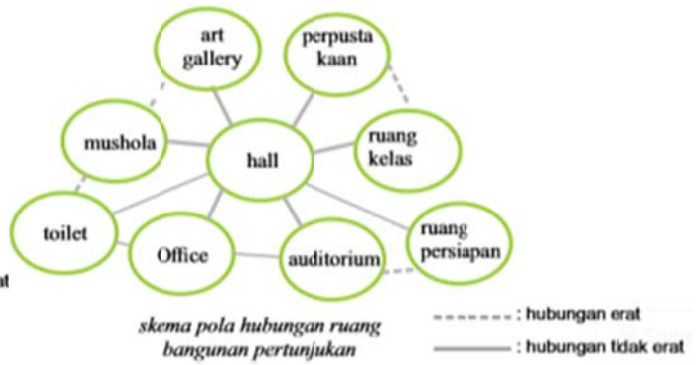 art
gallery
perpusta
kaan
mushola
hall
ruang
kelas
toilet
Office
auditorium
ruang
persiapan
at
skema pola hubungan ruang
bangunan pertunjukan
: hubungan erat
: hubungan tidak erat